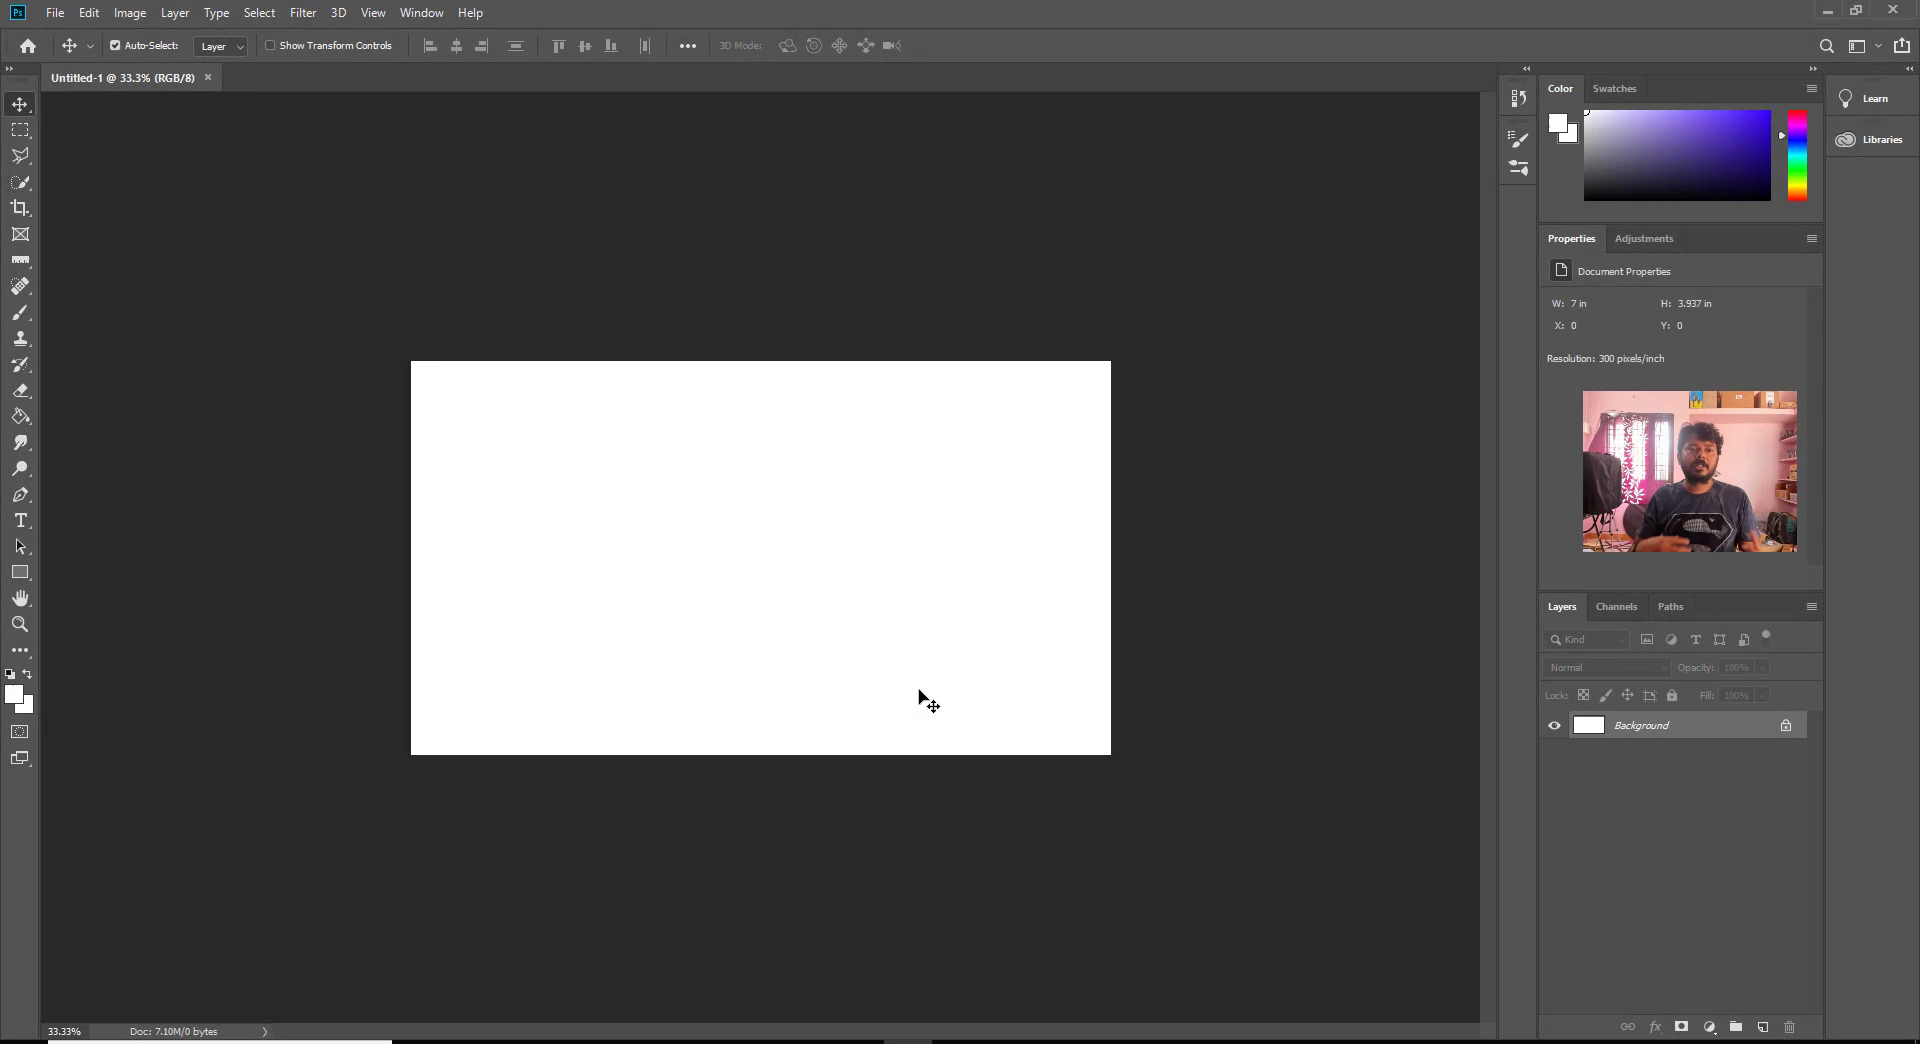 Ps File Edit Image Layer Type Select Filter 3D View Window Help
Auto-Select: Layer Show Transform Controls 3D Mode:
Untitled-1 @ 33.3% (RGB/8) ×
Color Swatches
Learn
Libraries
Properties Adjustments
Document Properties
W: 7 in H: 3.937 in
X: 0 Y: 0
Resolution: 300 pixels/inch
Layers Channels Paths
Kind
Normal Opacity: 100%
Lock: Fill: 100%
Background
33.33% Doc: 7.10M/0 bytes